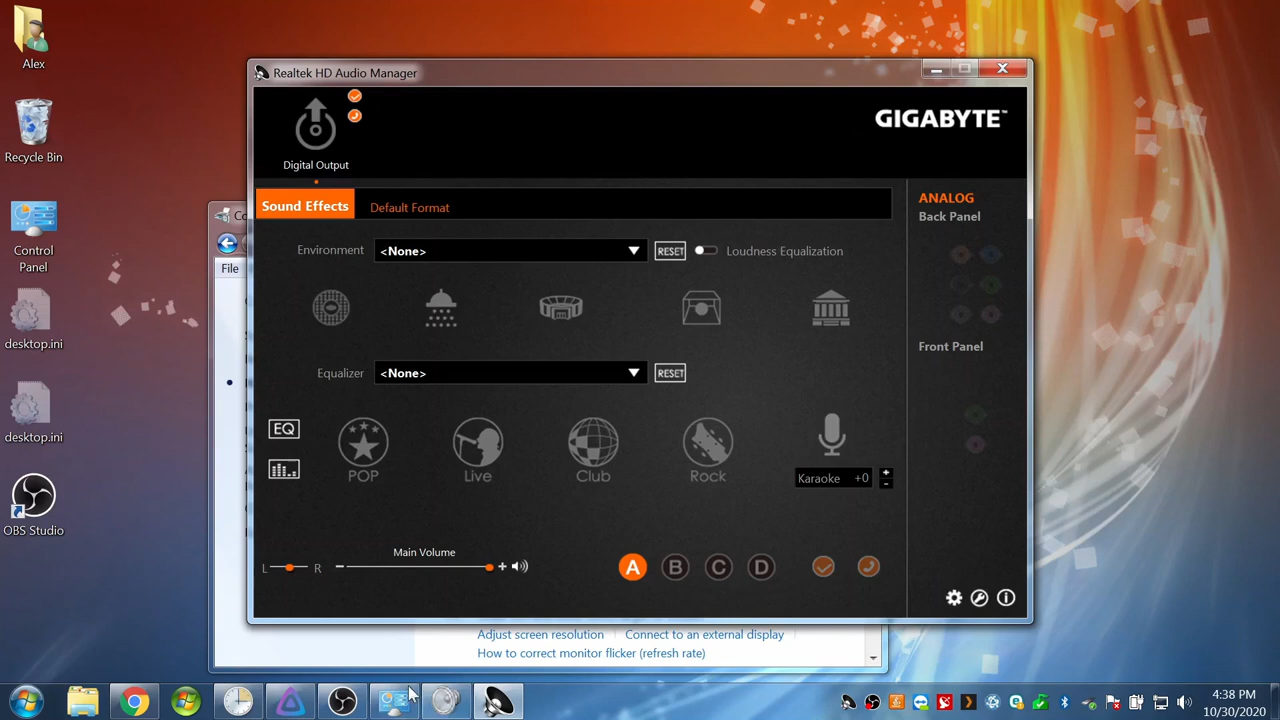 Alex
Recycle Bin
Control
Panel
desktop.ini
desktop.ini
OBS Studio
Co
File
Realtek HD Audio Manager
Digital Output
GIGABYTE™
Sound Effects
Default Format
Environment
<None>
RESET
Loudness Equalization
Equalizer
<None>
RESET
EQ
POP
Live
Club
Rock
Karaoke +0
+
-
Main Volume
L
R
A
B
C
D
ANALOG
Back Panel
Front Panel
Adjust screen resolution
Connect to an external display
How to correct monitor flicker (refresh rate)
4:38 PM
10/30/2020